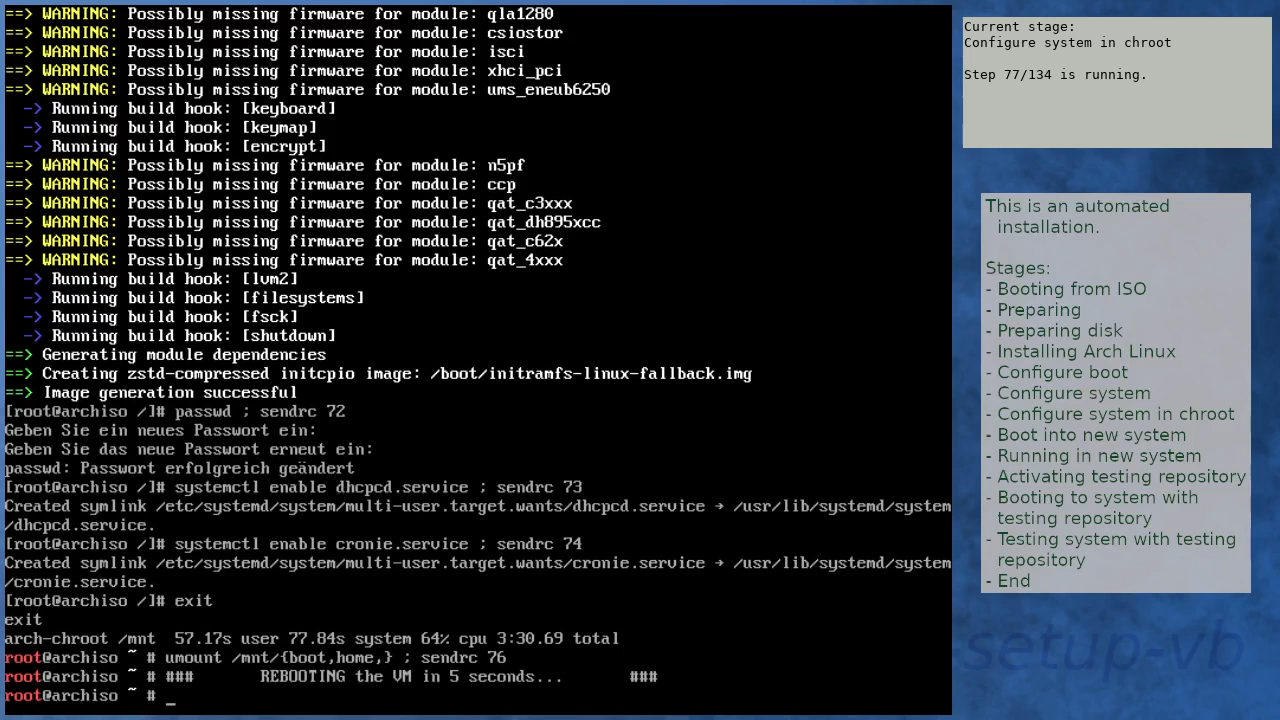 ==> WARNING: Possibly missing firmware for module: qla1280
==> WARNING: Possibly missing firmware for module: csiostor
==> WARNING: Possibly missing firmware for module: isci
==> WARNING: Possibly missing firmware for module: xhci_pci
==> WARNING: Possibly missing firmware for module: ums_eneub6250
  -> Running build hook: [keyboard]
  -> Running build hook: [keymap]
  -> Running build hook: [encrypt]
==> WARNING: Possibly missing firmware for module: n5pf
==> WARNING: Possibly missing firmware for module: ccp
==> WARNING: Possibly missing firmware for module: qat_c3xxx
==> WARNING: Possibly missing firmware for module: qat_dh895xcc
==> WARNING: Possibly missing firmware for module: qat_c62x
==> WARNING: Possibly missing firmware for module: qat_4xxx
  -> Running build hook: [lvm2]
  -> Running build hook: [filesystems]
  -> Running build hook: [fsck]
  -> Running build hook: [shutdown]
==> Generating module dependencies
==> Creating zstd-compressed initcpio image: /boot/initramfs-linux-fallback.img
==> Image generation successful
[root@archiso /]# passwd ; sendrc 72
Geben Sie ein neues Passwort ein:
Geben Sie das neue Passwort erneut ein:
passwd: Passwort erfolgreich geändert
[root@archiso /]# systemctl enable dhcpcd.service ; sendrc 73
Created symlink /etc/systemd/system/multi-user.target.wants/dhcpcd.service → /usr/lib/systemd/system
/dhcpcd.service.
[root@archiso /]# systemctl enable cronie.service ; sendrc 74
Created symlink /etc/systemd/system/multi-user.target.wants/cronie.service → /usr/lib/systemd/system
/cronie.service.
[root@archiso /]# exit
exit
arch-chroot /mnt  57.17s user 77.84s system 64% cpu 3:30.69 total
root@archiso ~ # umount /mnt/{boot,home,} ; sendrc 76
root@archiso ~ # ###       REBOOTING the VM in 5 seconds...       ###
root@archiso ~ # _
Current stage:
Configure system in chroot
Step 77/134 is running.
This is an automated
installation.
Stages:
- Booting from ISO
- Preparing
- Preparing disk
- Installing Arch Linux
- Configure boot
- Configure system
- Configure system in chroot
- Boot into new system
- Running in new system
- Activating testing repository
- Booting to system with
testing repository
- Testing system with testing
repository
- End
setup-vb